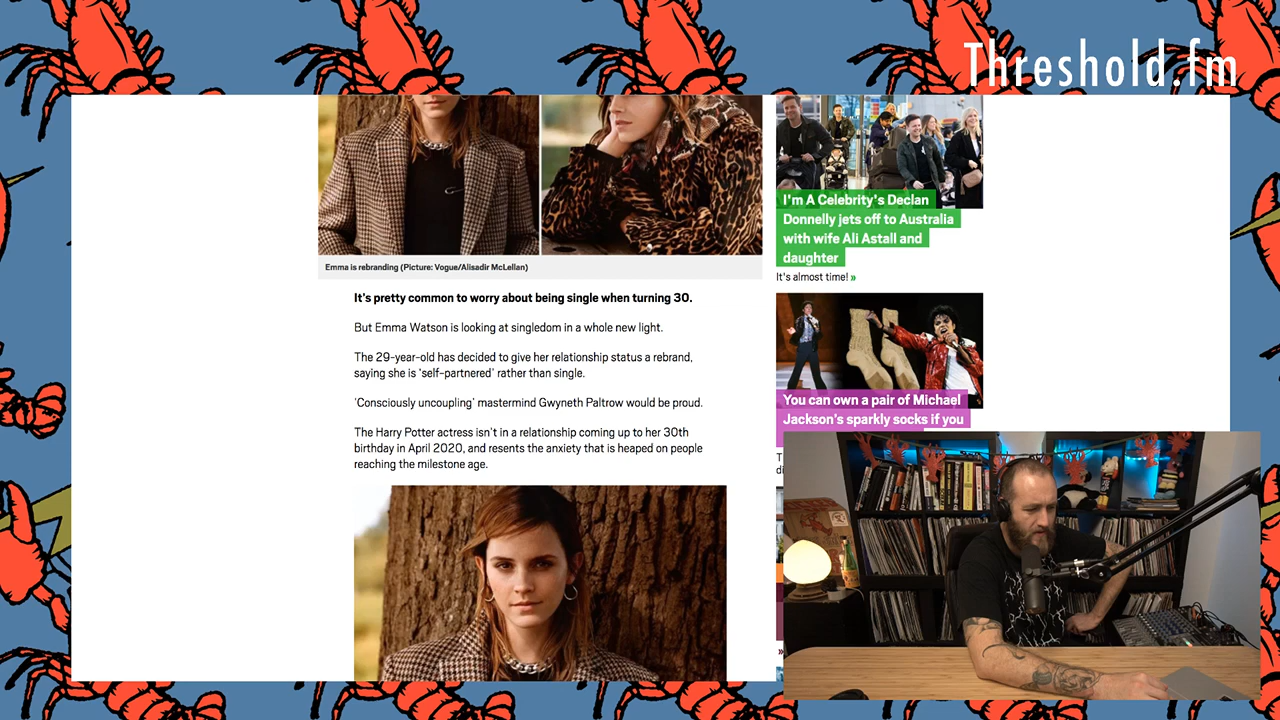 Threshold.fm
Emma is rebranding (Picture: Vogue/Alisadir McLellan)
It's pretty common to worry about being single when turning 30.
But Emma Watson is looking at singledom in a whole new light.
The 29-year-old has decided to give her relationship status a rebrand,
saying she is 'self-partnered' rather than single.
'Consciously uncoupling' mastermind Gwyneth Paltrow would be proud.
The Harry Potter actress isn't in a relationship coming up to her 30th
birthday in April 2020, and resents the anxiety that is heaped on people
reaching the milestone age.
I'm A Celebrity's Declan
Donnelly jets off to Australia
with wife Ali Astall and
daughter
It's almost time! »
You can own a pair of Michael
Jackson's sparkly socks if you
»